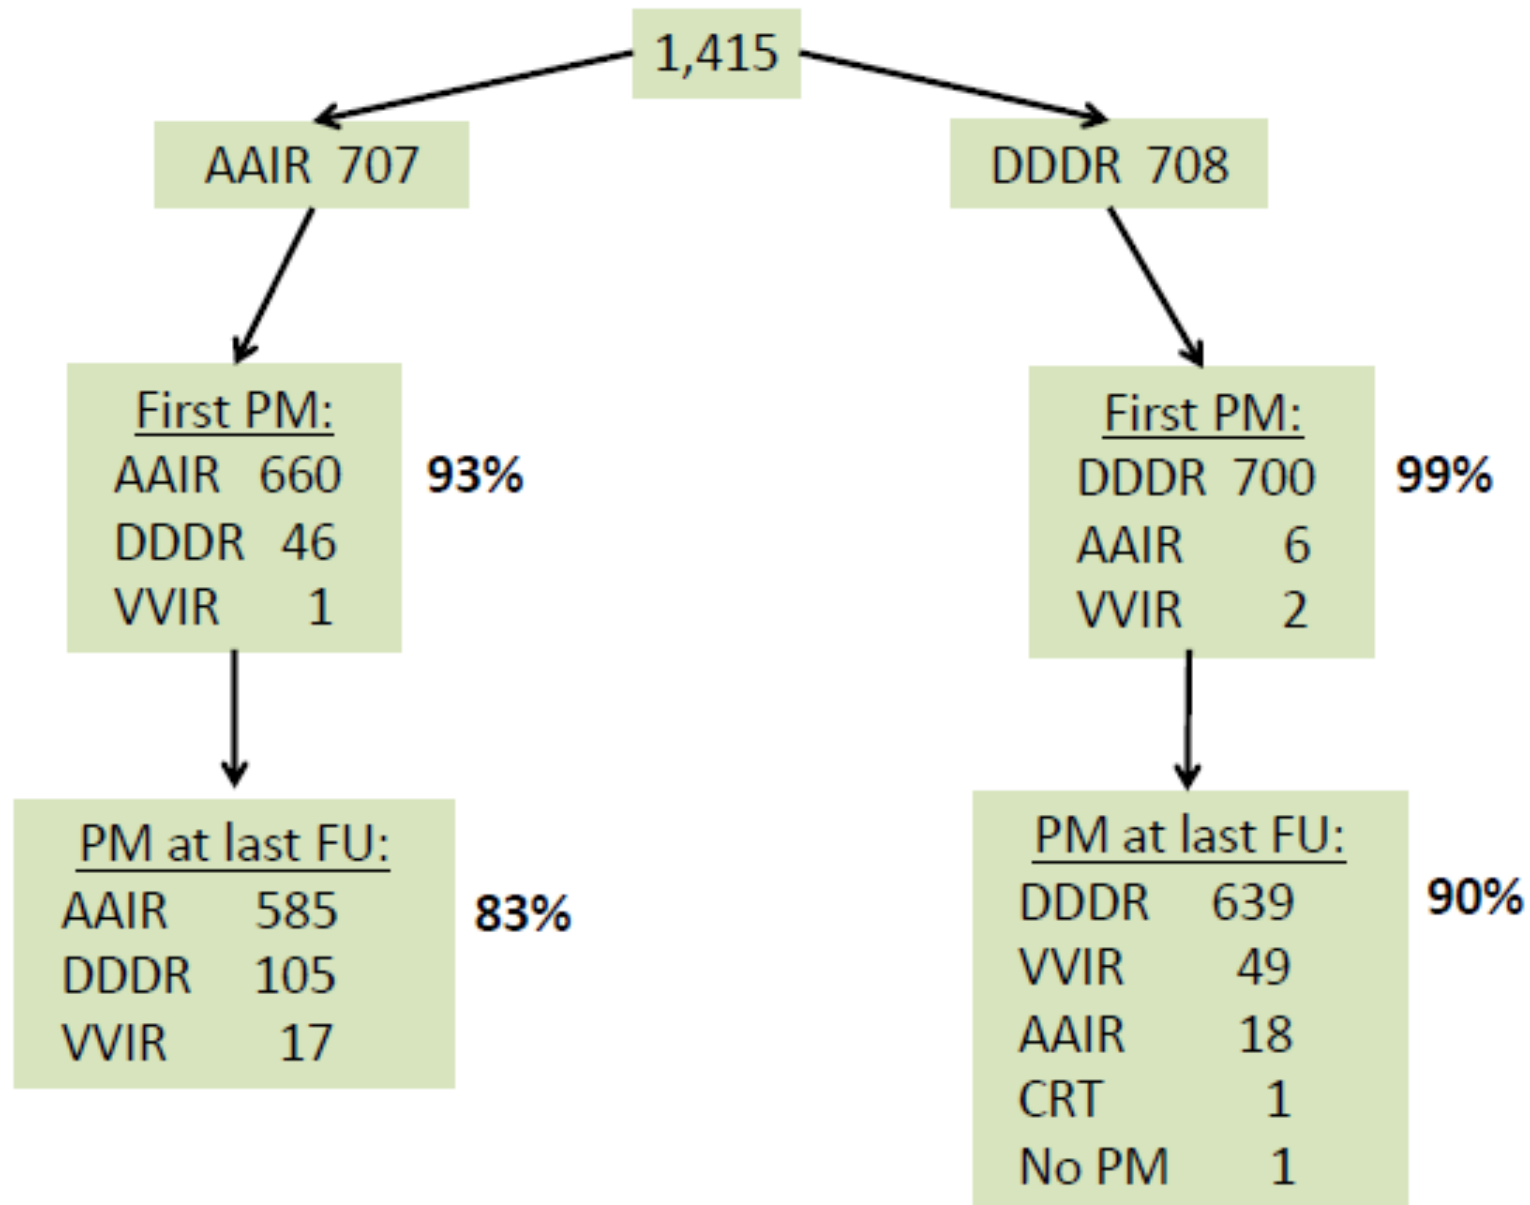 1,415
AAIR 707
DDDR 708
First PM:
AAIR 660
DDDR 46
VVIR 1
93%
First PM:
DDDR 700
AAIR 6
VVIR 2
99%
PM at last FU:
AAIR 585
DDDR 105
VVIR 17
83%
PM at last FU:
DDDR 639
VVIR 49
AAIR 18
CRT 1
No PM 1
90%